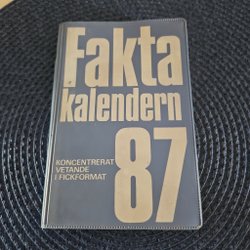 Fakta
kalendern
87
KONCENTRERAT
VETANDE
I FICKFORMAT